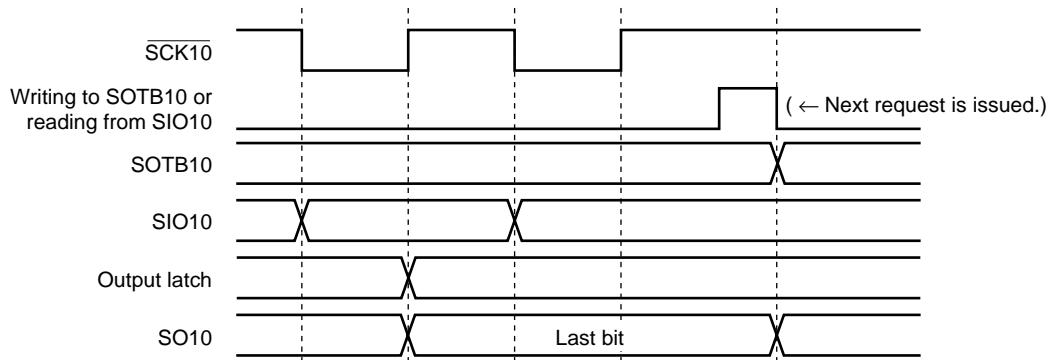 SCK10
Writing to SOTB10 or
reading from SIO10
( ← Next request is issued.)
SOTB10
SIO10
Output latch
SO10
Last bit